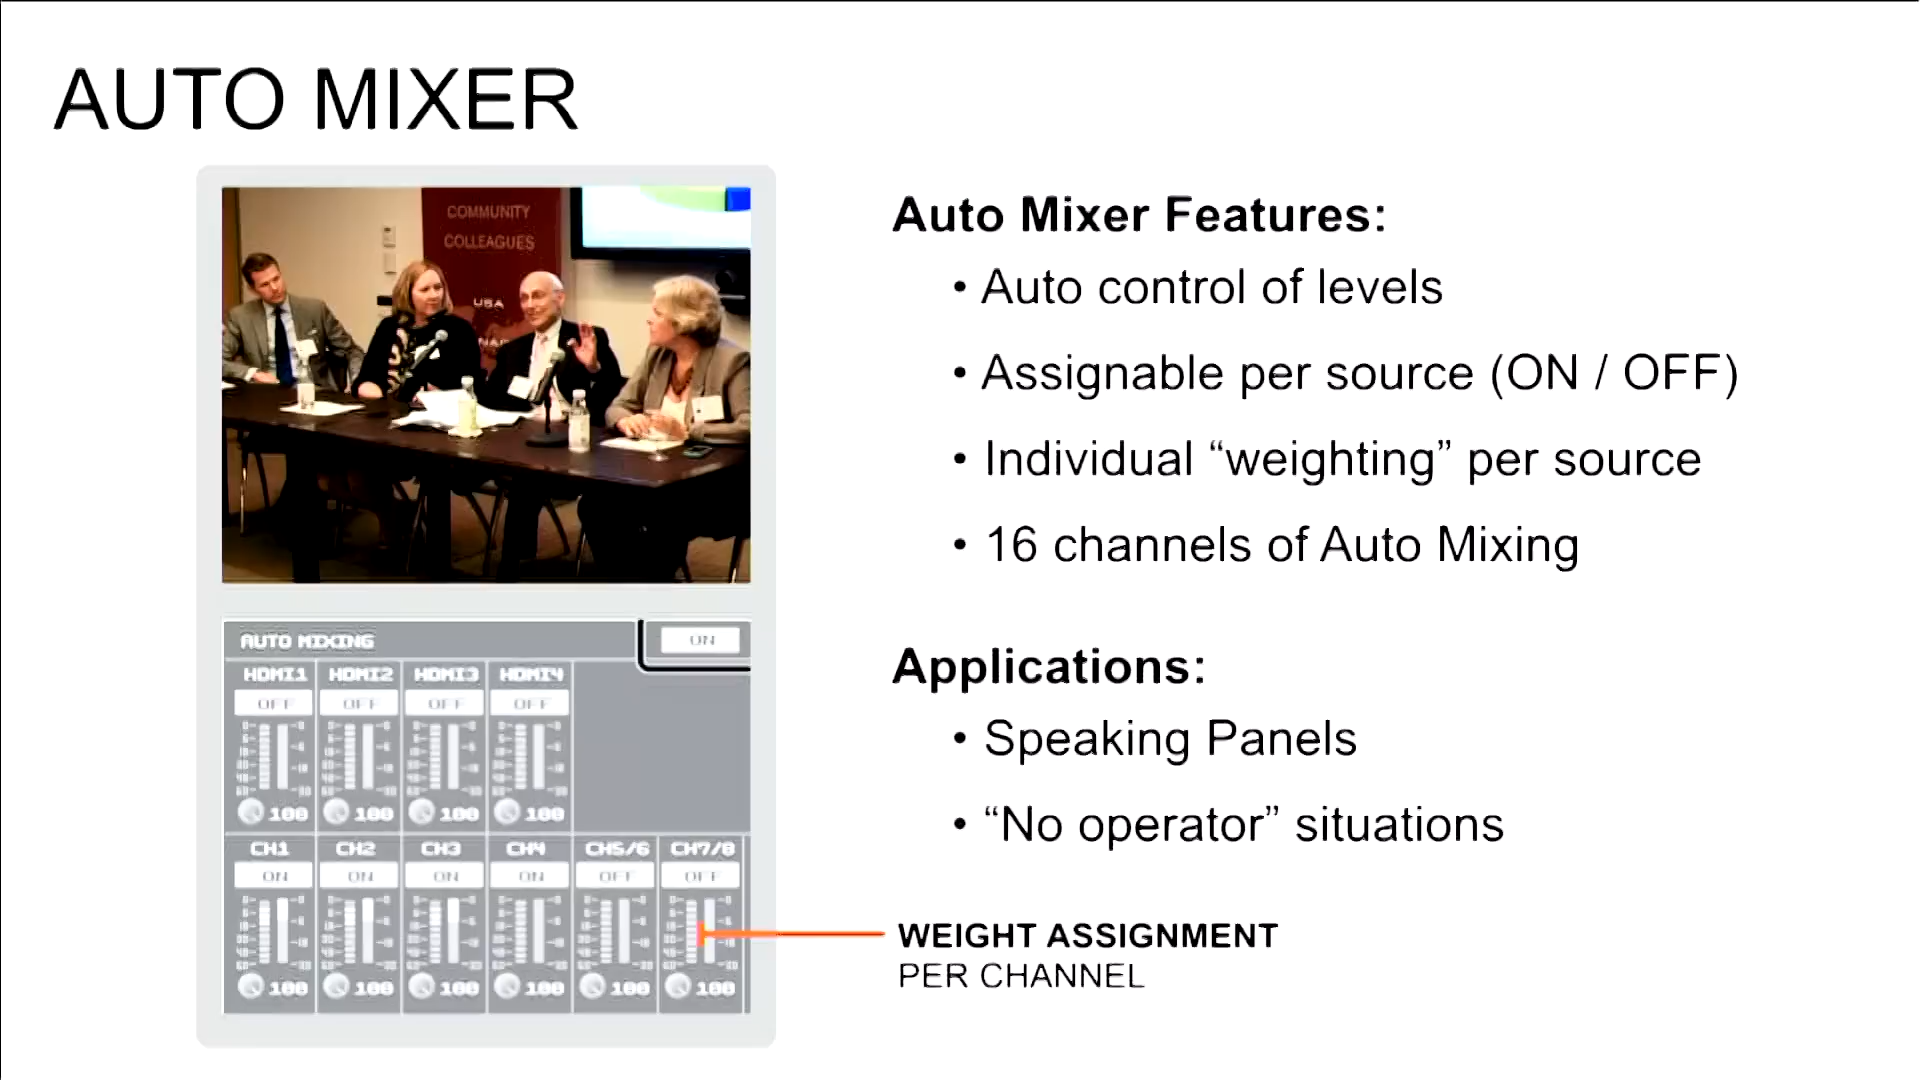 AUTO MIXER
COMMUNITY
COLLEAGUES
USA
Auto Mixer Features:
• Auto control of levels
• Assignable per source (ON / OFF)
• Individual “weighting” per source
• 16 channels of Auto Mixing
Applications:
• Speaking Panels
• “No operator” situations
AUTO MIXING
ON
HDMI1 HDMI2 HDMI3 HDMI4
OFF OFF OFF OFF
100 100 100 100
CH1 CH2 CH3 CH4 CH5/6 CH7/8
ON ON ON ON OFF OFF
100 100 100 100 100 100
WEIGHT ASSIGNMENT
PER CHANNEL